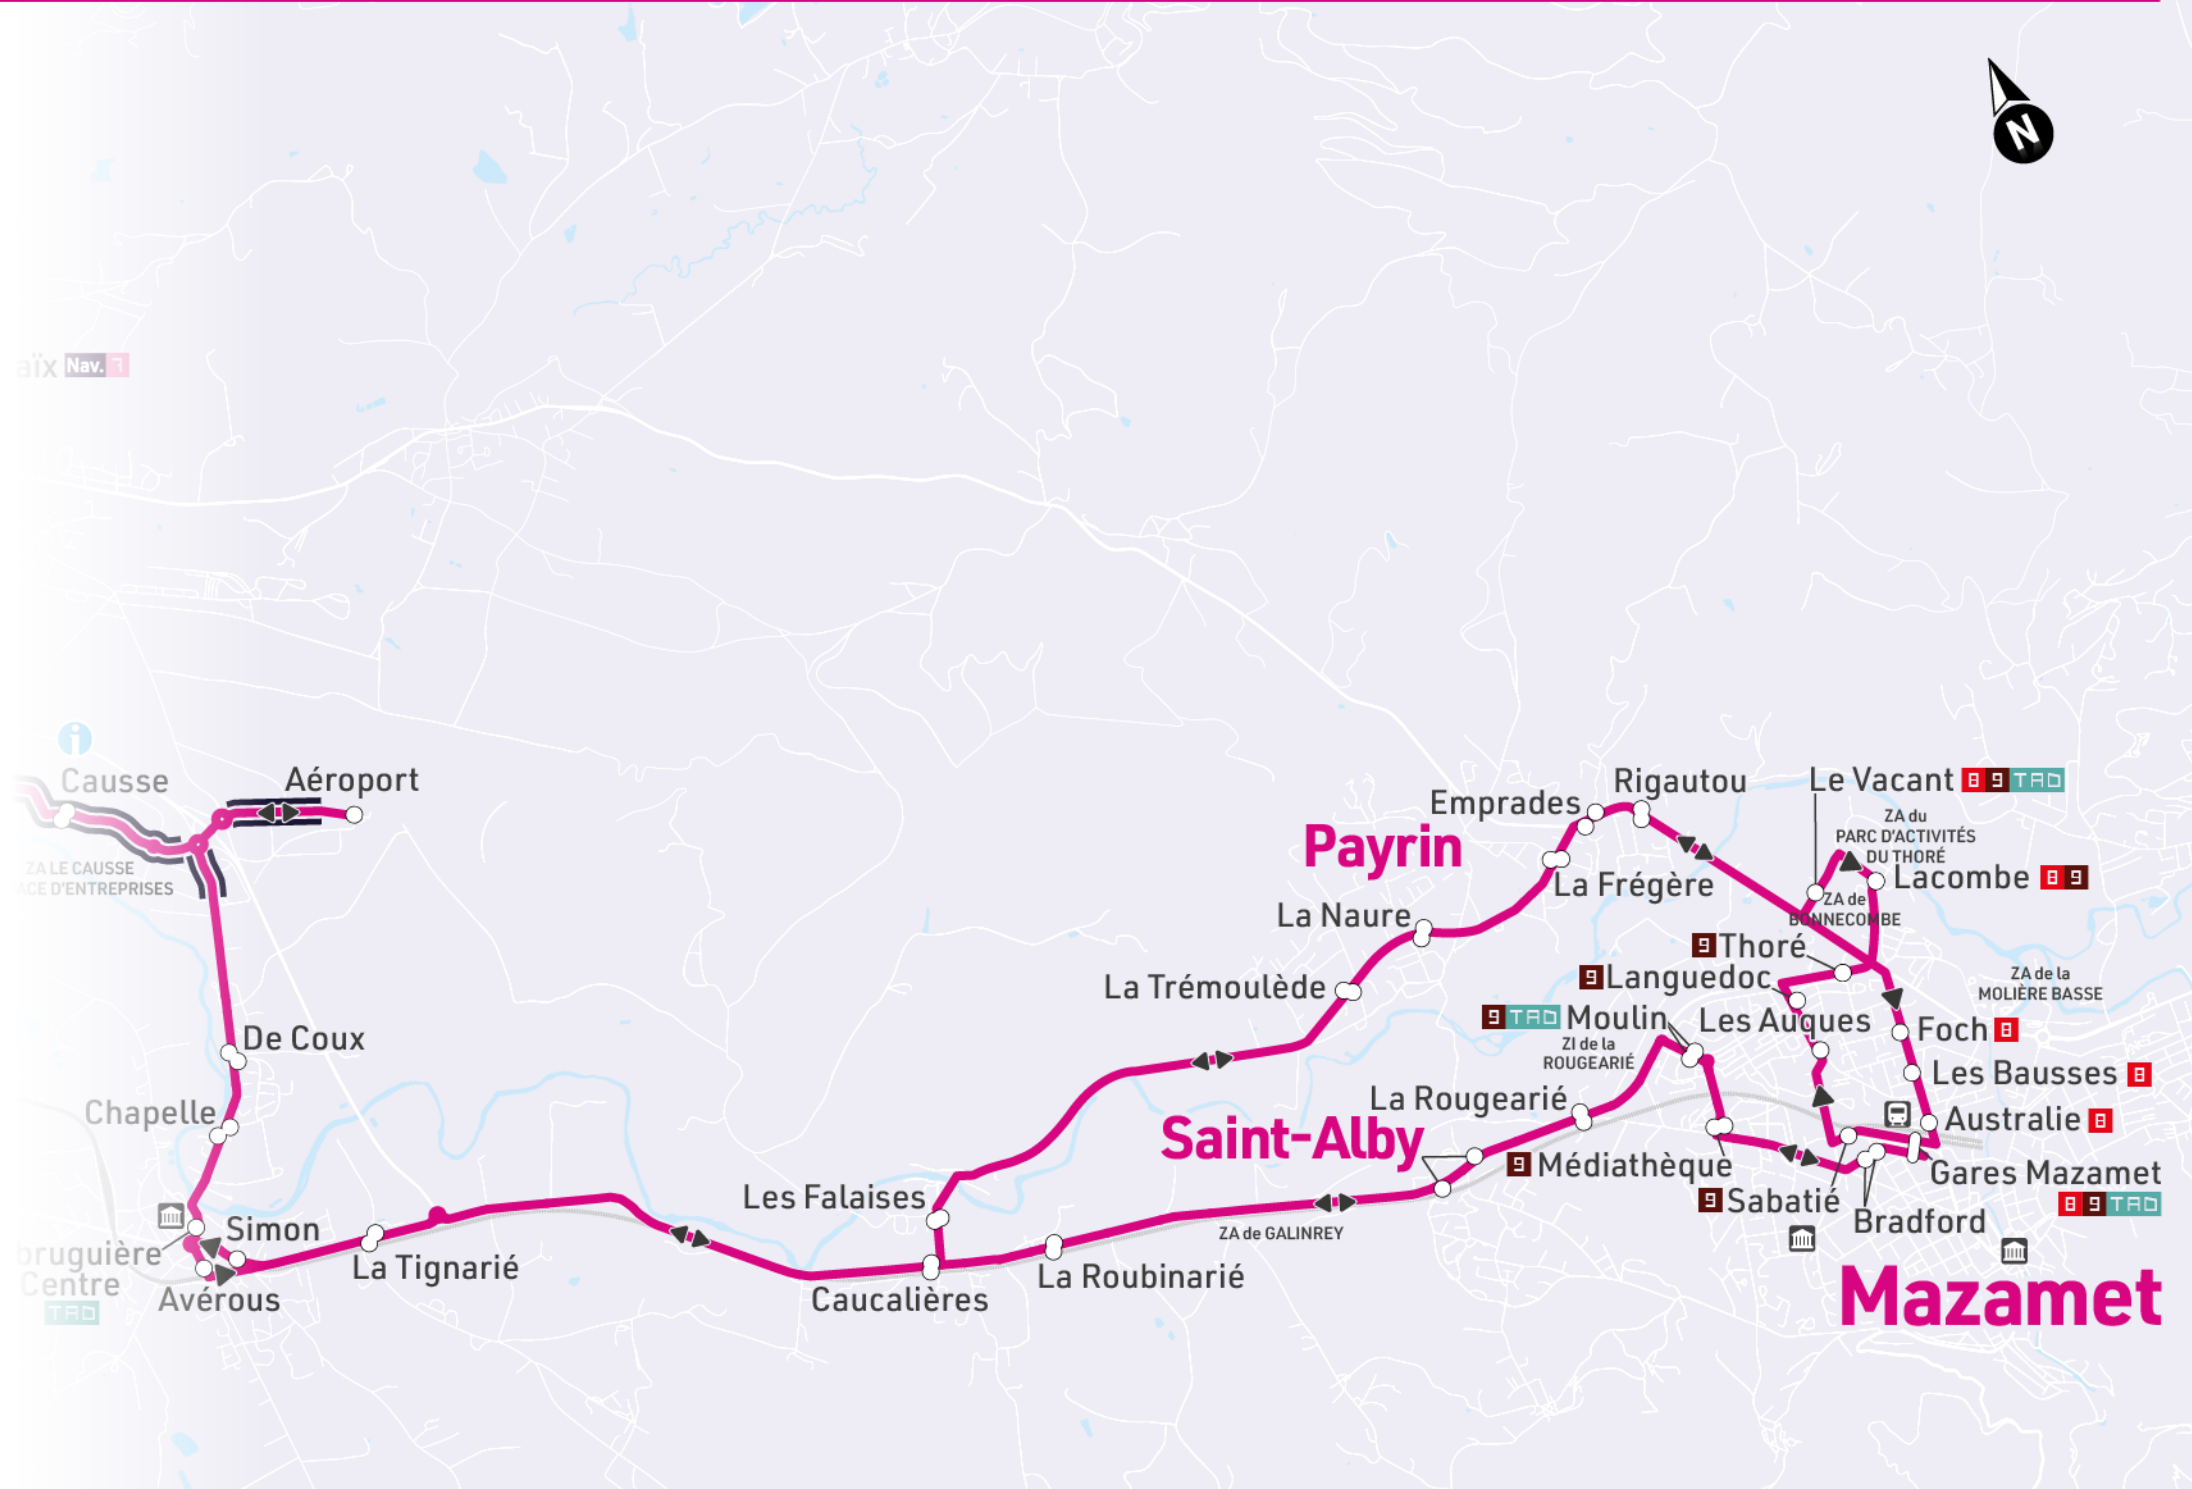 N
aïx Nav. 7
Causse
Aéroport
ZA LE CAUSSE
ACE D'ENTREPRISES
De Coux
Chapelle
Simon
bruguière
Centre
TAD
Avérous
La Tignarié
Les Falaises
Caucalières
La Roubinarié
ZA de GALINREY
Saint-Alby
La Trémoulède
La Naure
Payrin
Emprades
Rigautou
La Frégère
Le Vacant 8 9 TAD
ZA du
PARC D'ACTIVITÉS
DU THORÉ
Lacombe 8 9
ZA de
BONNECOMBE
9 Thoré
9 Languedoc
ZA de la
MOLIÈRE BASSE
9 TAD Moulin
Les Auques
Foch 8
ZI de la
ROUGEARIÉ
Les Bausses 8
La Rougearié
Australie 8
9 Médiathèque
Gares Mazamet
8 9 TAD
9 Sabatié
Bradford
Mazamet